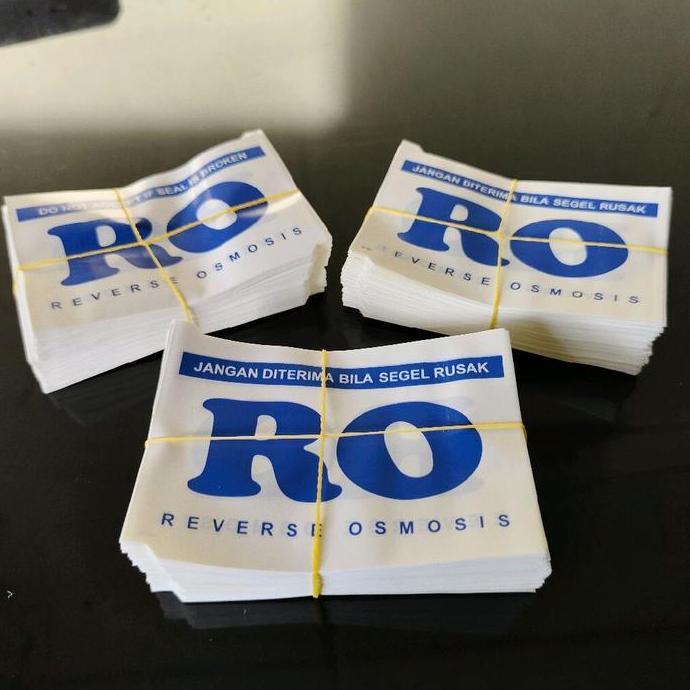 DO NOT ACCEPT IF SEAL IS BROKEN
RO
REVERSE OSMOSIS
JANGAN DITERIMA BILA SEGEL RUSAK
RO
REVERSE OSMOSIS
JANGAN DITERIMA BILA SEGEL RUSAK
RO
REVERSE OSMOSIS